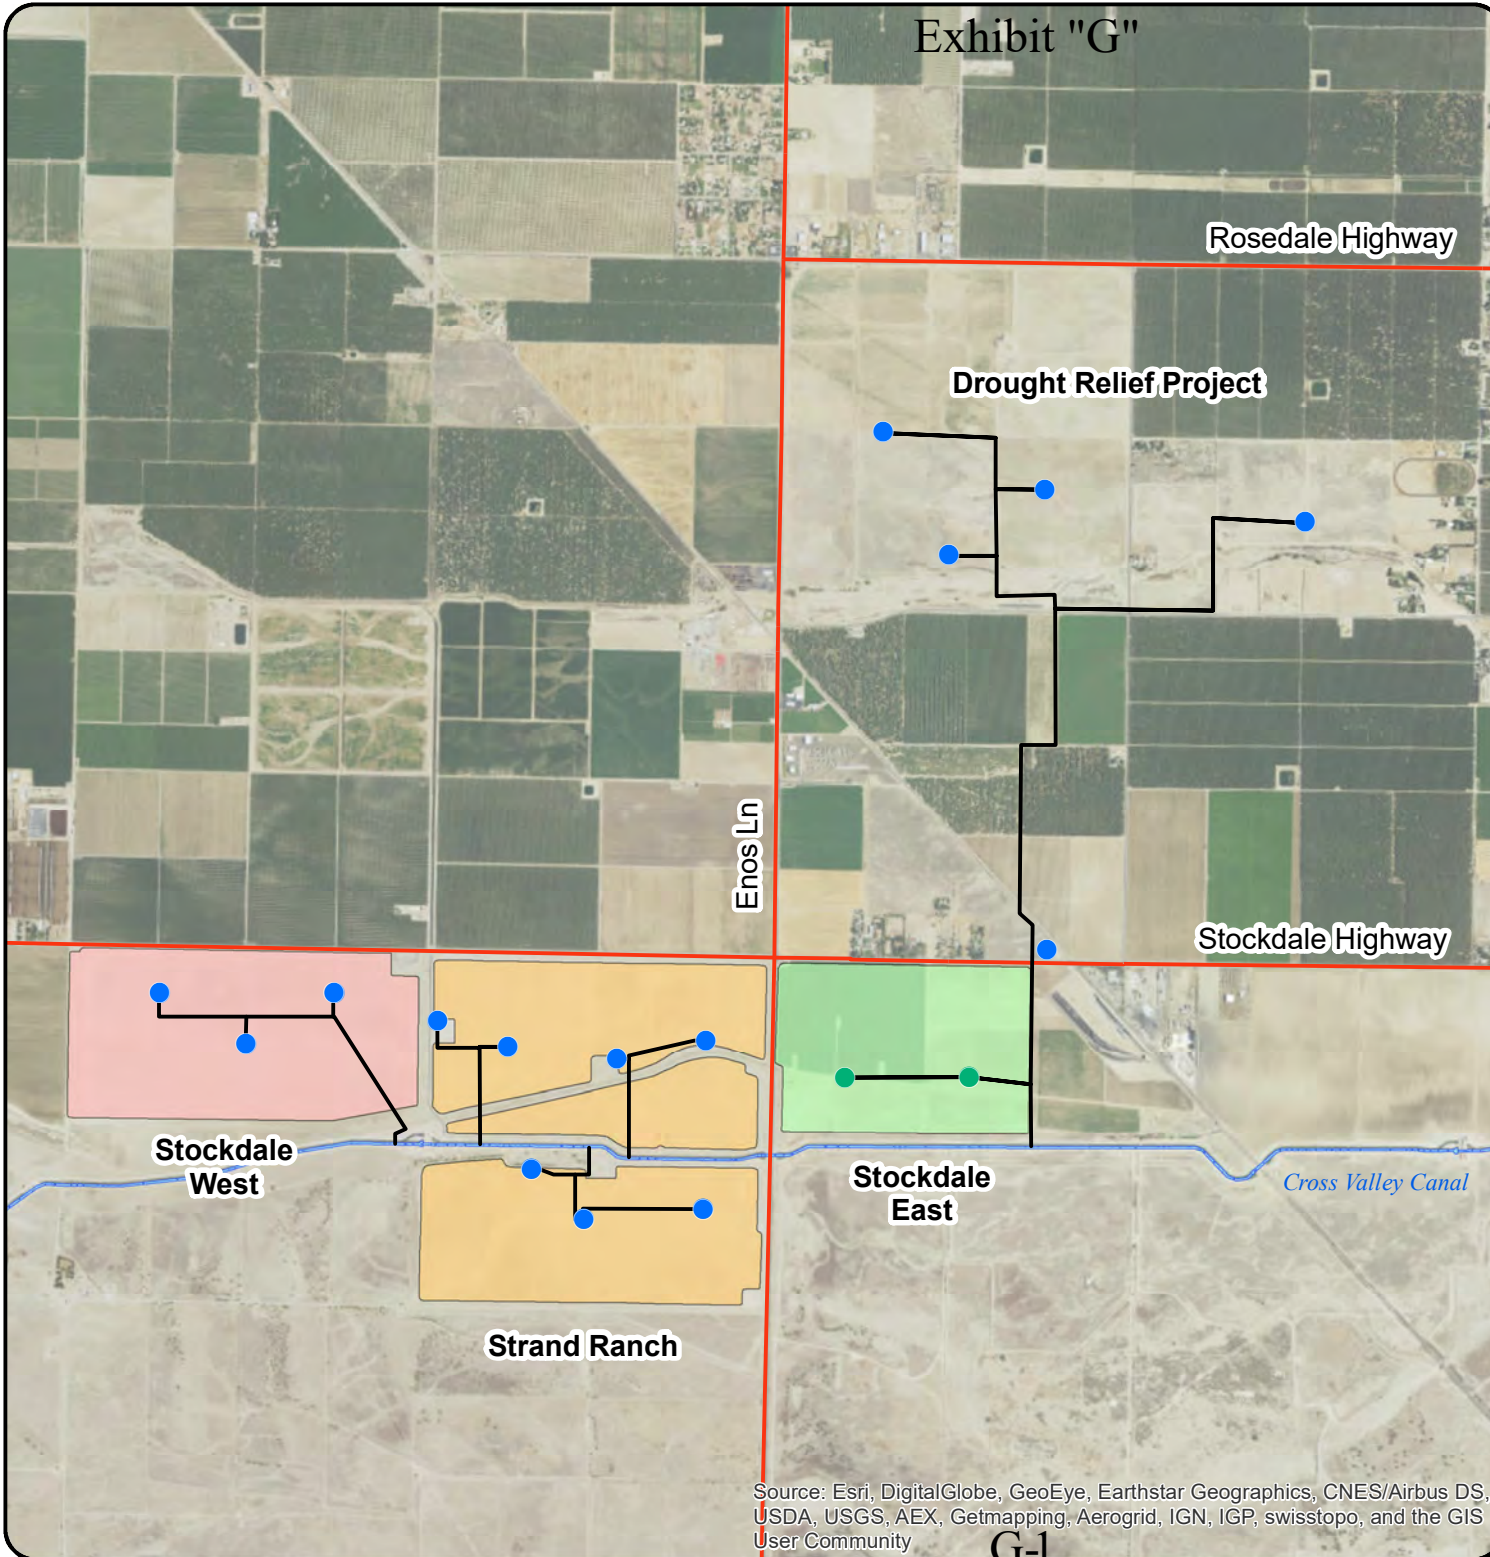 Exhibit "G"
Rosedale Highway
Drought Relief Project
Enos Ln
Stockdale Highway
Stockdale
West
Stockdale
East
Cross Valley Canal
Strand Ranch
Source: Esri, DigitalGlobe, GeoEye, Earthstar Geographics, CNES/Airbus DS,
USDA, USGS, AEX, Getmapping, Aerogrid, IGN, IGP, swisstopo, and the GIS
User Community
G-1